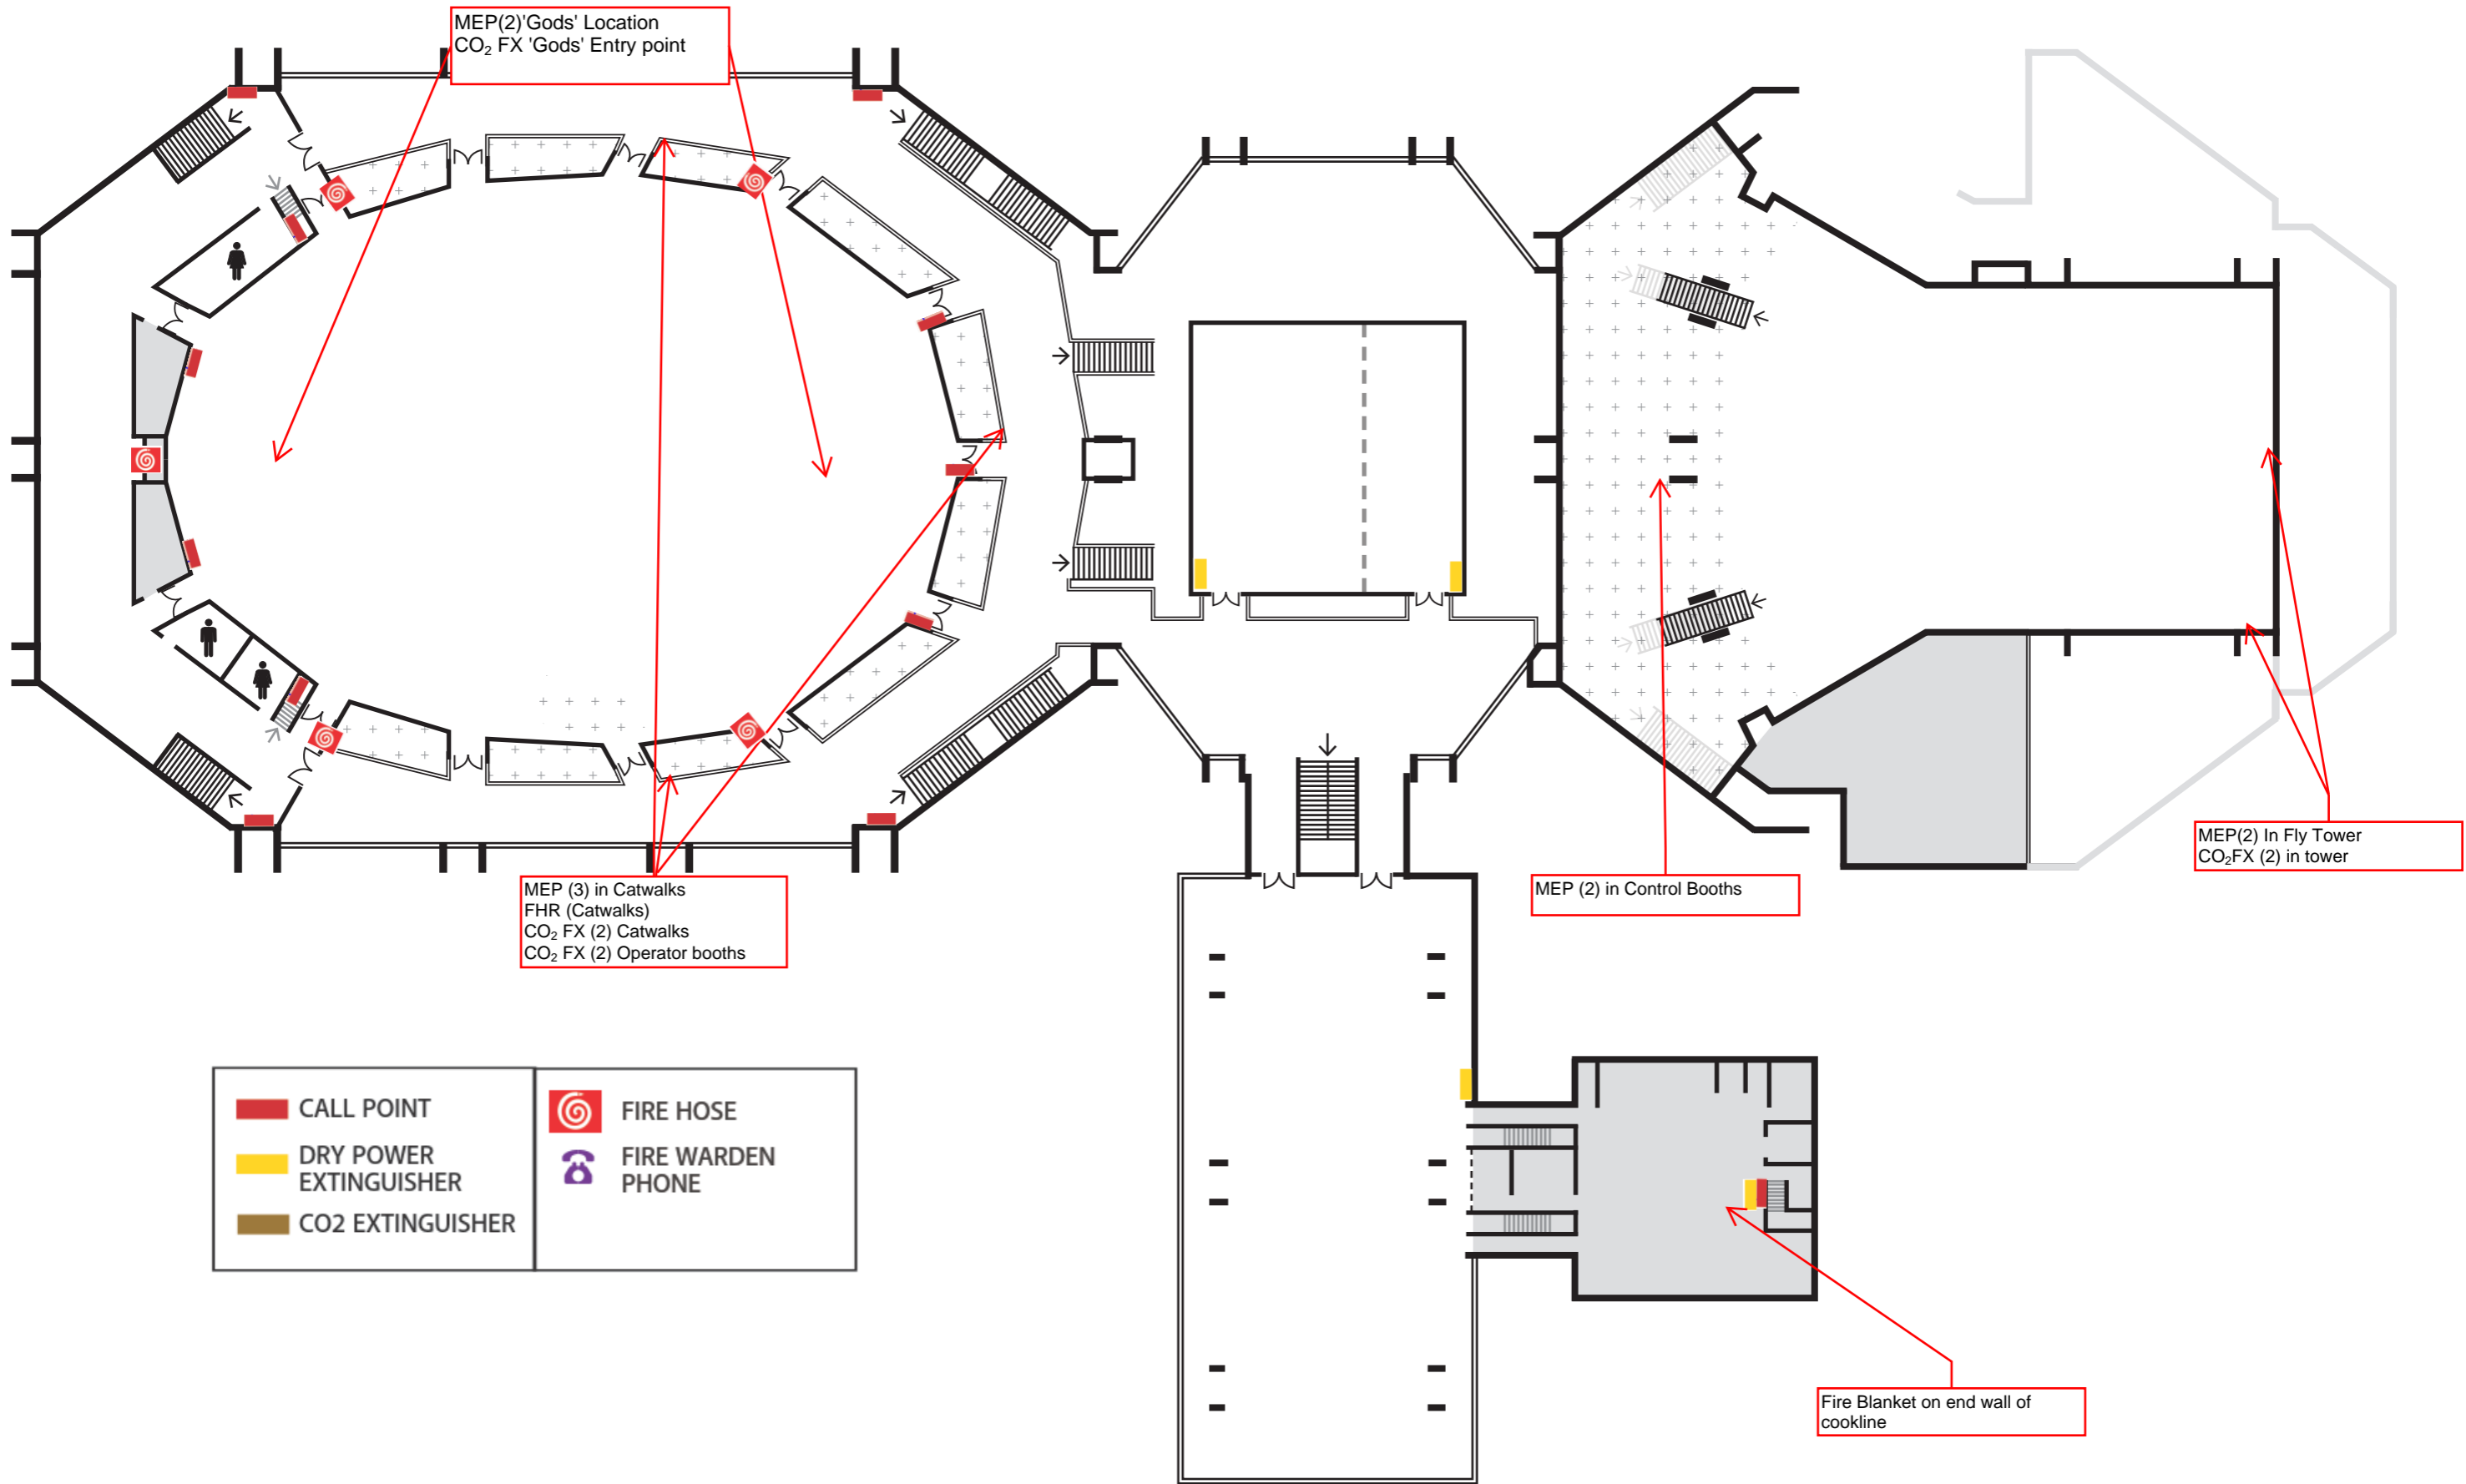 MEP(2)'Gods' Location
CO₂ FX 'Gods' Entry point
MEP (3) in Catwalks
FHR (Catwalks)
CO₂ FX (2) Catwalks
CO₂ FX (2) Operator booths
MEP (2) in Control Booths
MEP(2) In Fly Tower
CO₂FX (2) in tower
CALL POINT
DRY POWER
EXTINGUISHER
CO2 EXTINGUISHER
FIRE HOSE
FIRE WARDEN
PHONE
Fire Blanket on end wall of
cookline